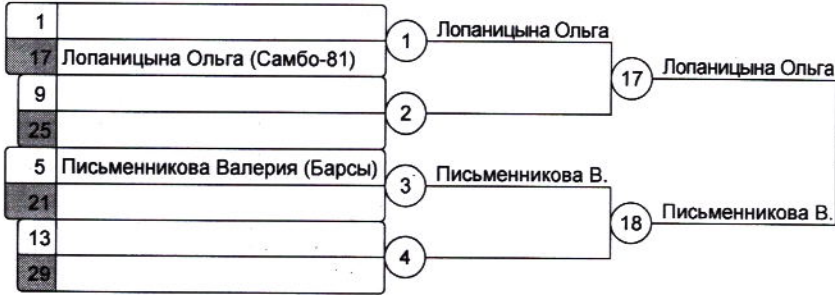 1
17 Лопаницына Ольга (Самбо-81)
1
Лопаницына Ольга
9
25
2
17
Лопаницына Ольга
5 Письменникова Валерия (Барсы)
21
3
Письменникова В.
13
29
4
18
Письменникова В.